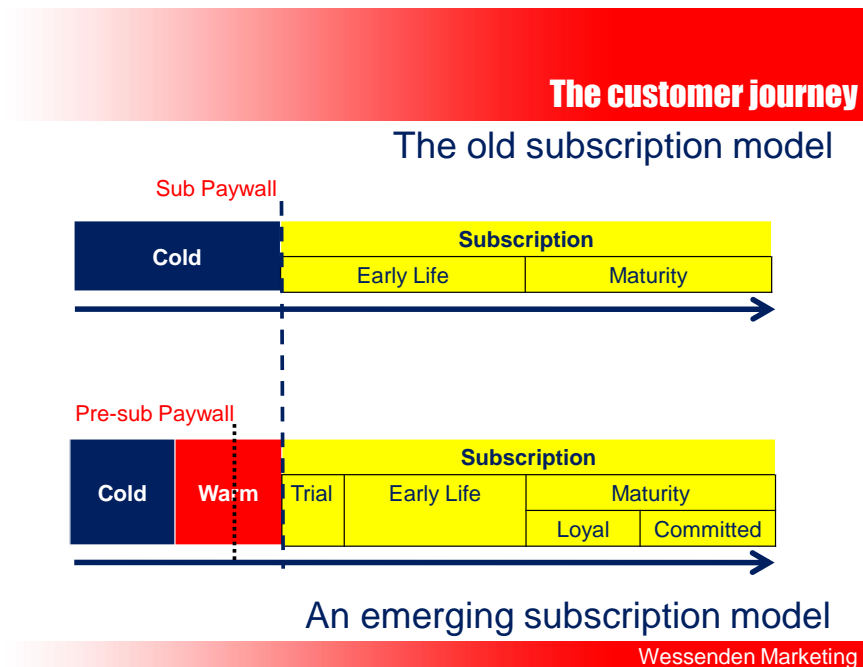 The customer journey
The old subscription model
Sub Paywall
Cold
Subscription
Early Life
Maturity
Pre-sub Paywall
Cold
Warm
Subscription
Trial
Early Life
Maturity
Loyal
Committed
An emerging subscription model
Wessenden Marketing